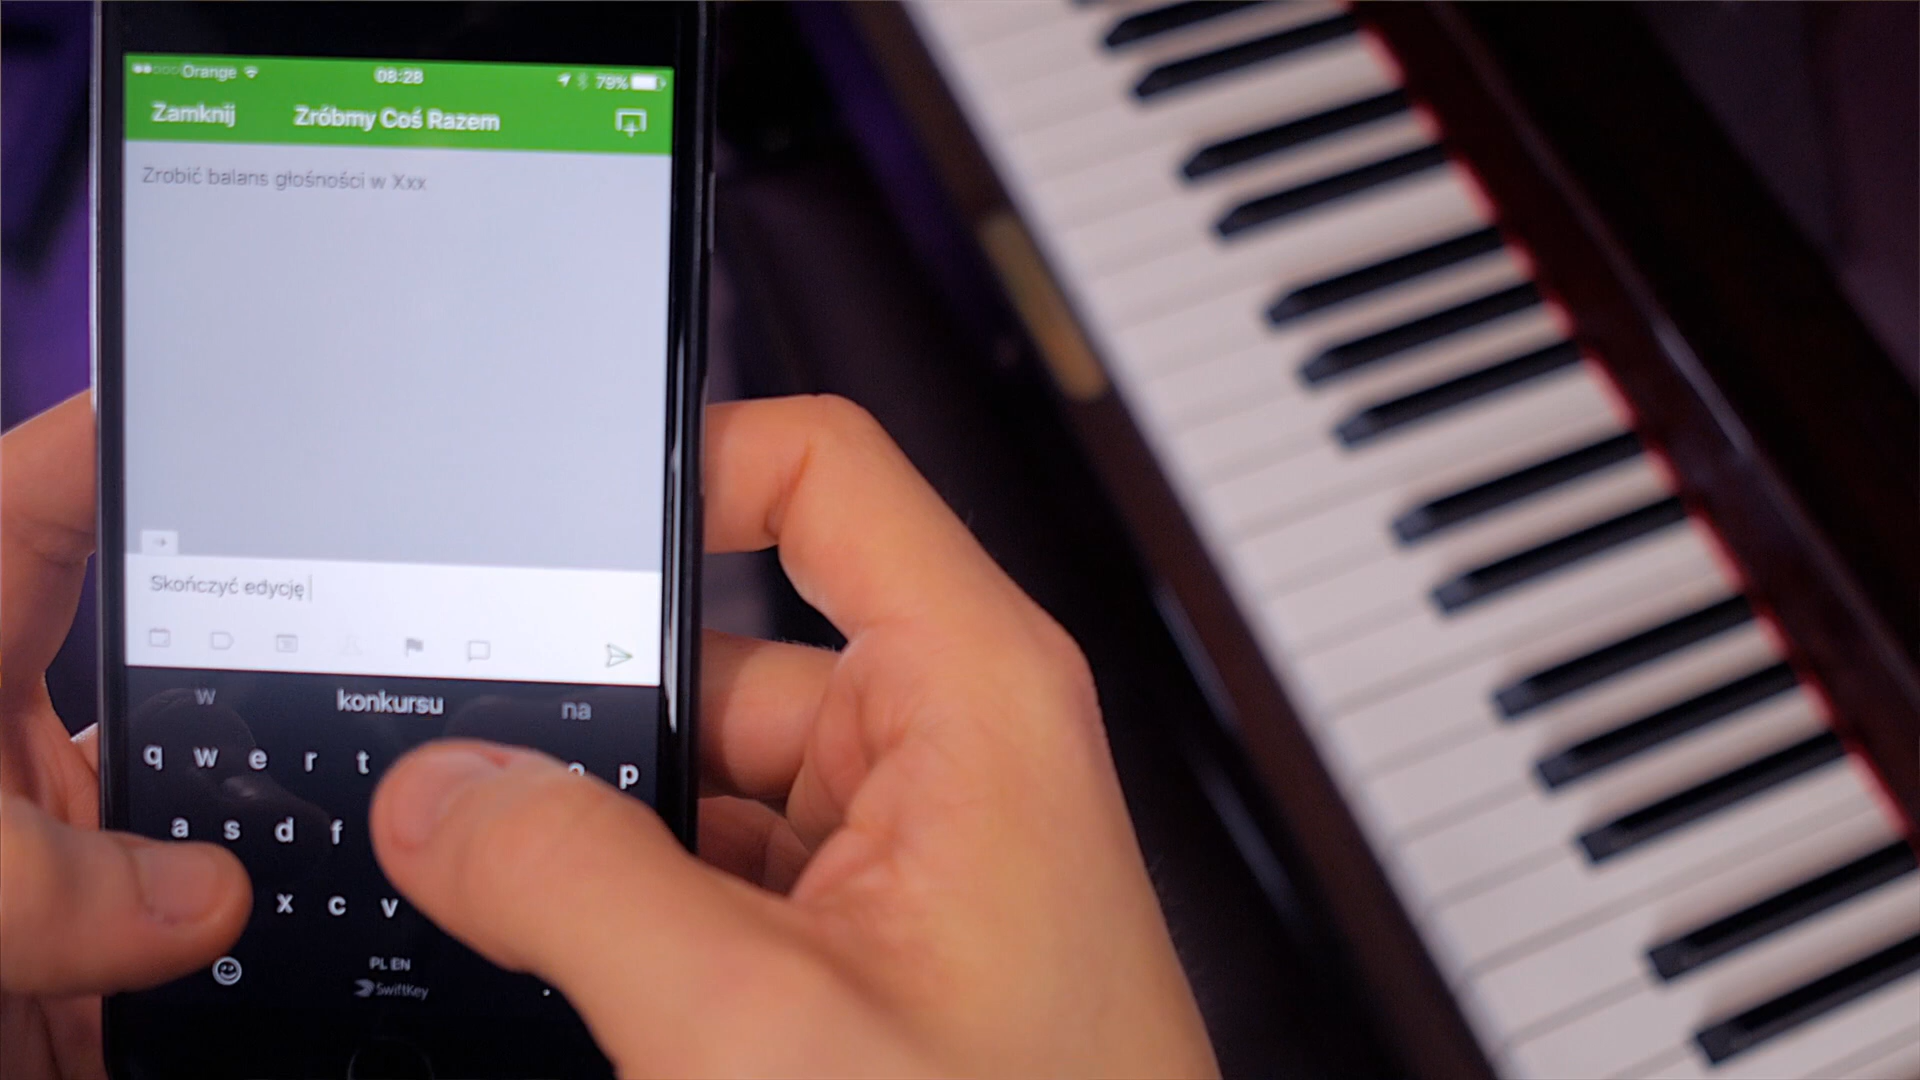 Orange 08:28 79%
Zamknij Zróbmy Coś Razem
Zrobić balans głośności w Xxx
Skończyć edycję
w konkursu na
q w e r t p
a s d f
x c v
PL EN
SwiftKey